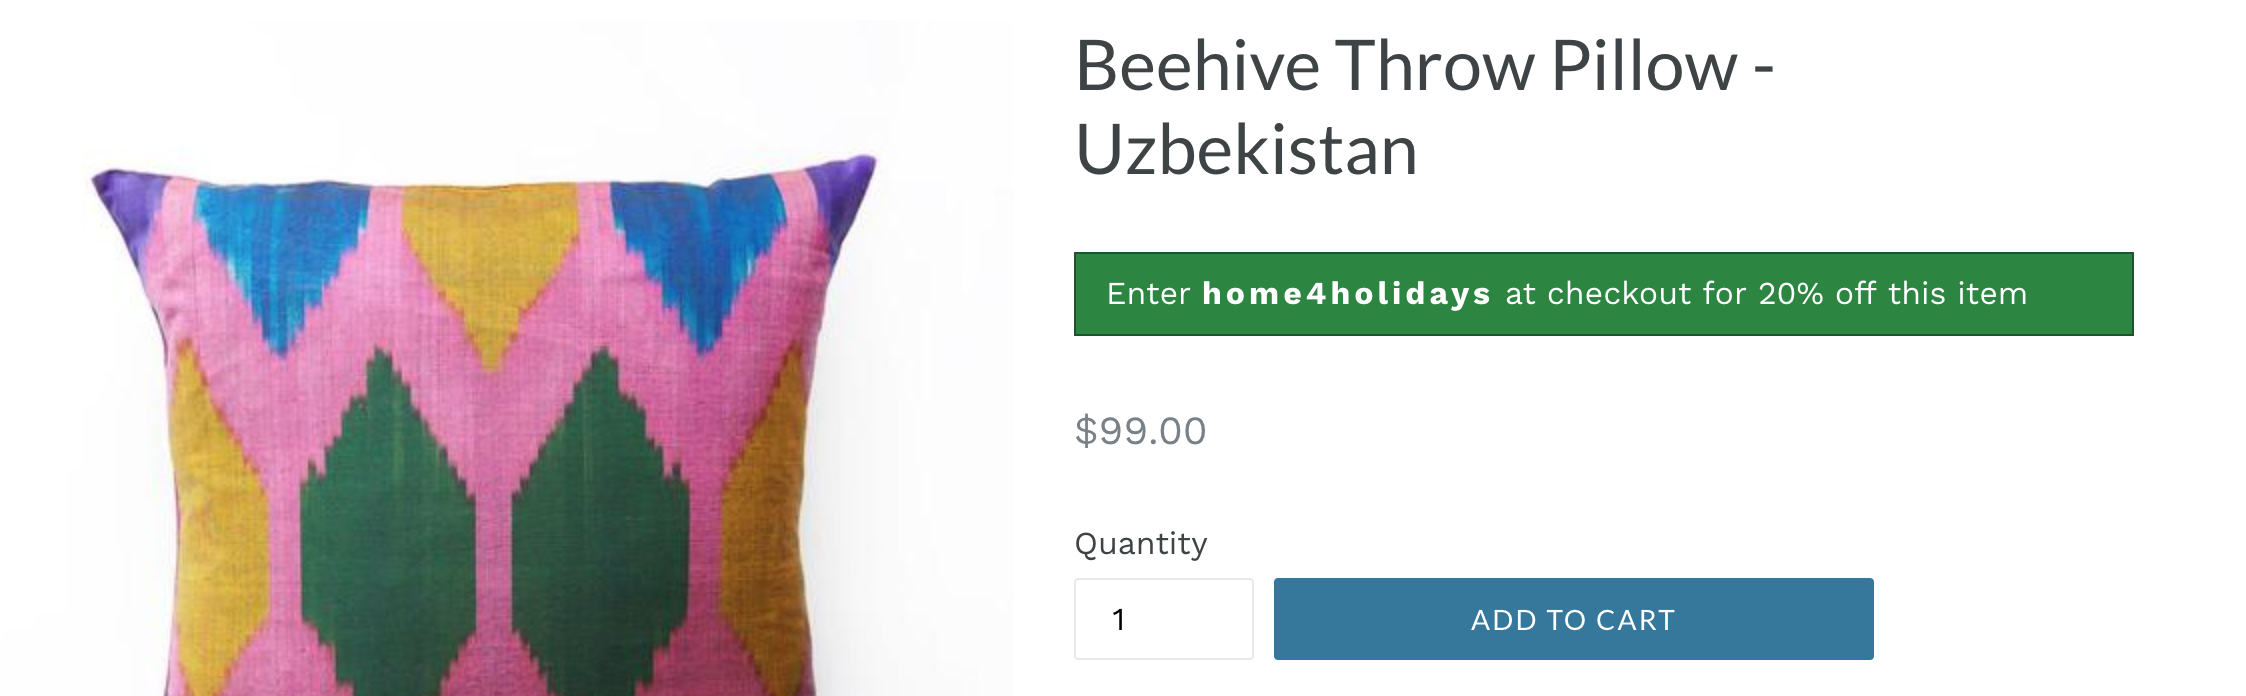 Beehive Throw Pillow -
Uzbekistan
Enter home4holidays at checkout for 20% off this item
$99.00
Quantity
1
ADD TO CART